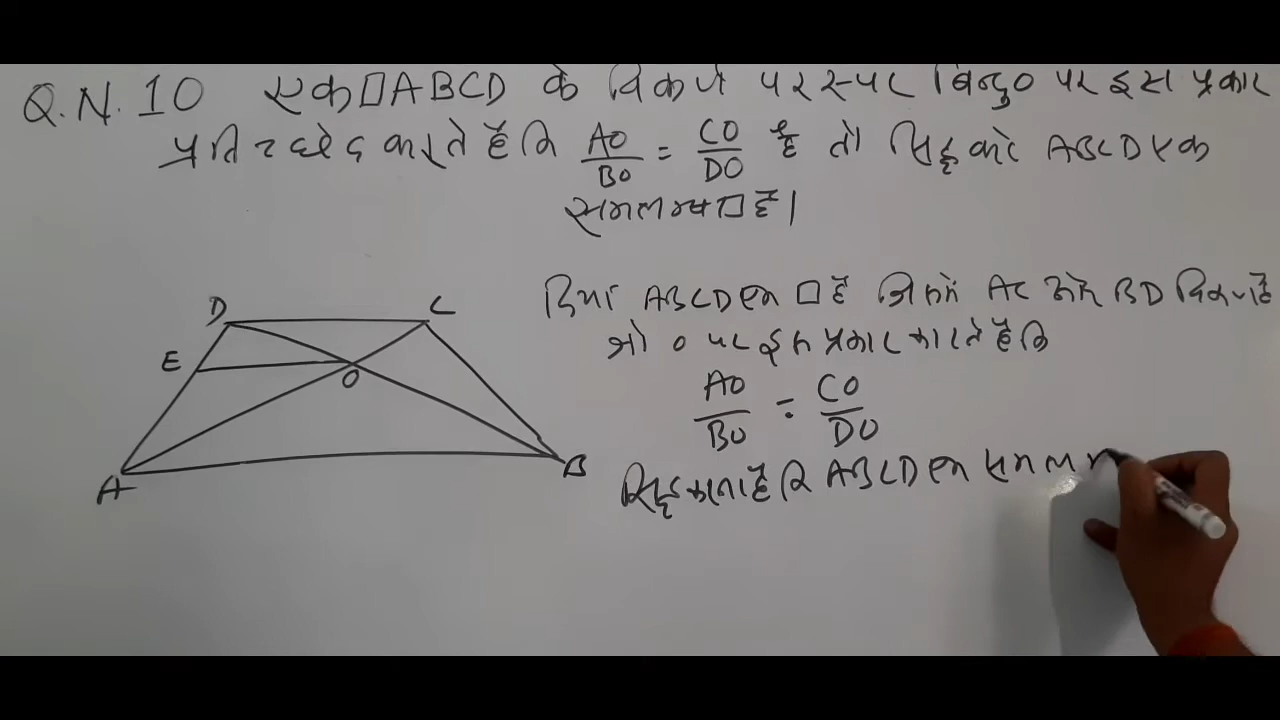 Q.N.10 एक □ABCD के विकर्ण परस्पर बिन्दु O पर इस प्रकार
प्रतिच्छेद करते हैं कि AO/BO = CO/DO है तो सिद्ध करो ABCD एक
समलम्ब □ है।
दिया ABCD एक □ है जिसमें AC और BD विकर्ण है
जो O पर इस प्रकार काटते हैं कि
AO/BO = CO/DO
सिद्ध करना है कि ABCD एक समलम
D C
E O
A B